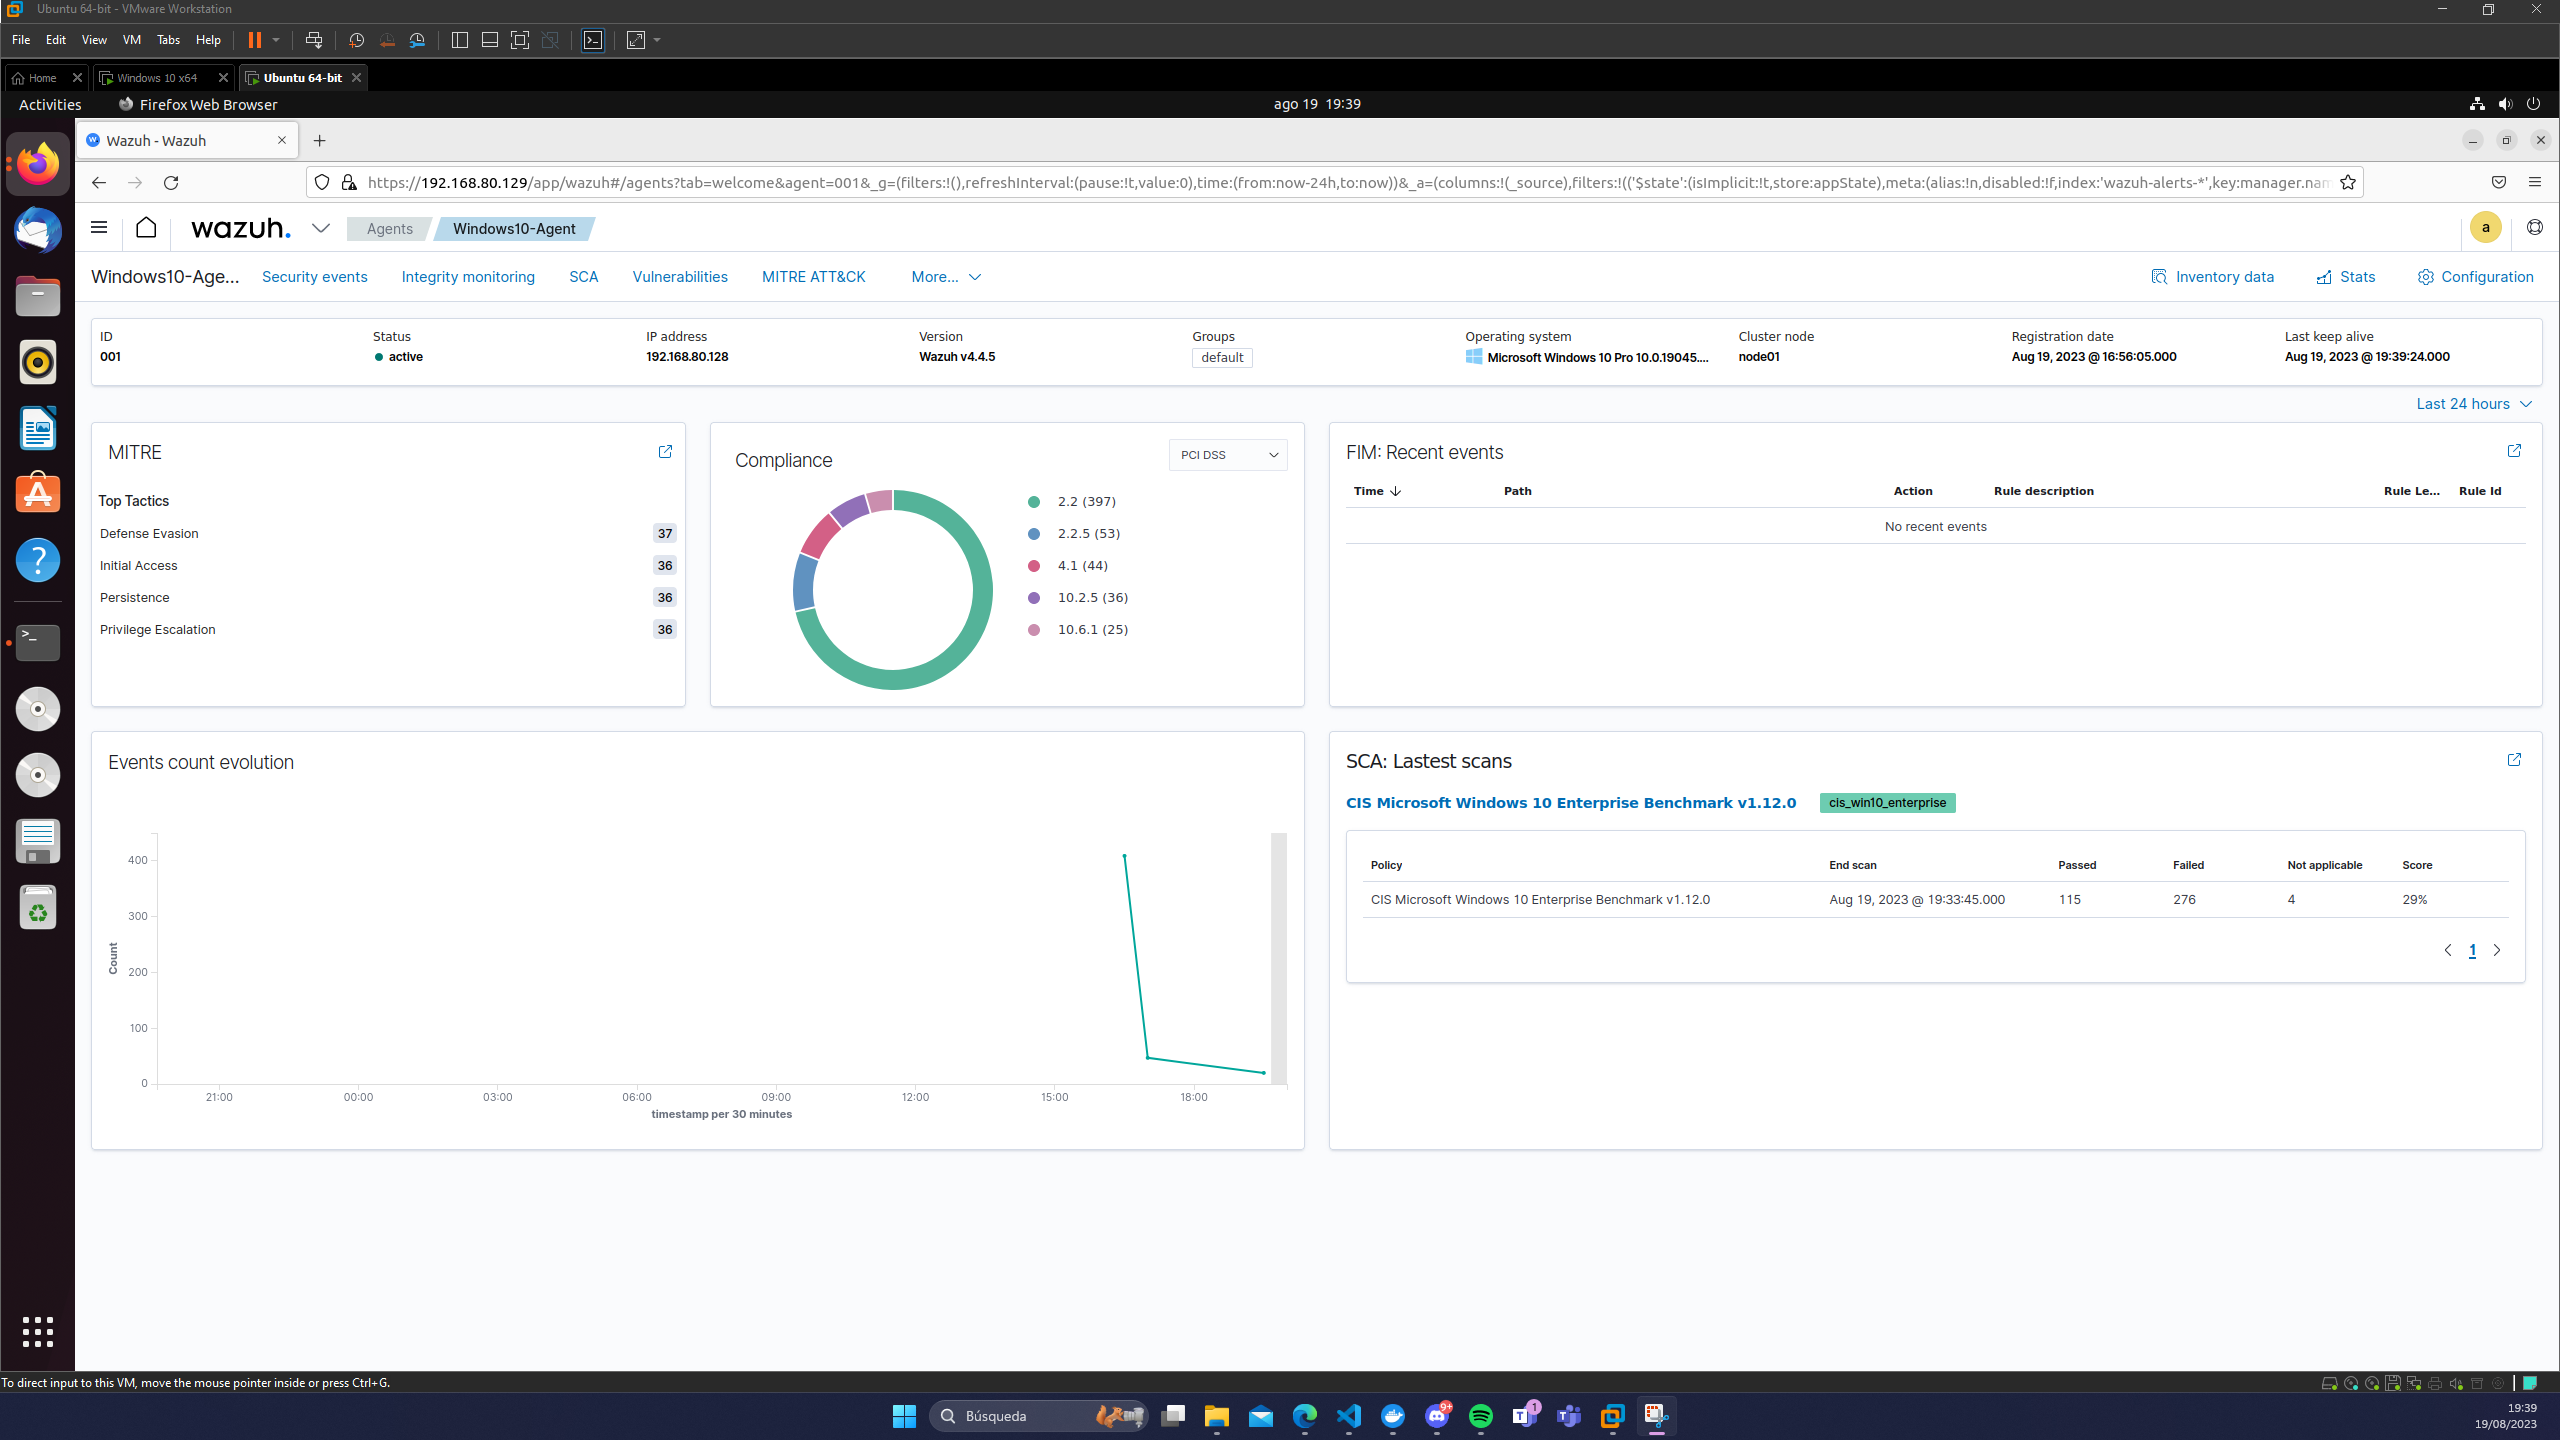 Ubuntu 64-bit - VMware Workstation
File Edit View VM Tabs Help
Home Windows 10 x64 Ubuntu 64-bit
Activities Firefox Web Browser ago 19 19:39
Wazuh - Wazuh
https://192.168.80.129/app/wazuh#/agents?tab=welcome&agent=001&_g=(filters:!(),refreshInterval:(pause:!t,value:0),time:(from:now-24h,to:now))&_a=(columns:!(_source),filters:!(('$state':(isImplicit:!t,store:appState),meta:(alias:!n,disabled:!f,index:'wazuh-alerts-*',key:manager.nam
wazuh. Agents Windows10-Agent a
Windows10-Age... Security events Integrity monitoring SCA Vulnerabilities MITRE ATT&CK More... Inventory data Stats Configuration
ID Status IP address Version Groups Operating system Cluster node Registration date Last keep alive
001 active 192.168.80.128 Wazuh v4.4.5 default Microsoft Windows 10 Pro 10.0.19045.... node01 Aug 19, 2023 @ 16:56:05.000 Aug 19, 2023 @ 19:39:24.000
Last 24 hours
MITRE
Top Tactics
Defense Evasion 37
Initial Access 36
Persistence 36
Privilege Escalation 36
Compliance PCI DSS
2.2 (397)
2.2.5 (53)
4.1 (44)
10.2.5 (36)
10.6.1 (25)
FIM: Recent events
Time Path Action Rule description Rule Le... Rule Id
No recent events
Events count evolution
Count
400
300
200
100
0
21:00 00:00 03:00 06:00 09:00 12:00 15:00 18:00
timestamp per 30 minutes
SCA: Lastest scans
CIS Microsoft Windows 10 Enterprise Benchmark v1.12.0 cis_win10_enterprise
Policy End scan Passed Failed Not applicable Score
CIS Microsoft Windows 10 Enterprise Benchmark v1.12.0 Aug 19, 2023 @ 19:33:45.000 115 276 4 29%
1
To direct input to this VM, move the mouse pointer inside or press Ctrl+G.
Búsqueda 9+ 1
19:39
19/08/2023